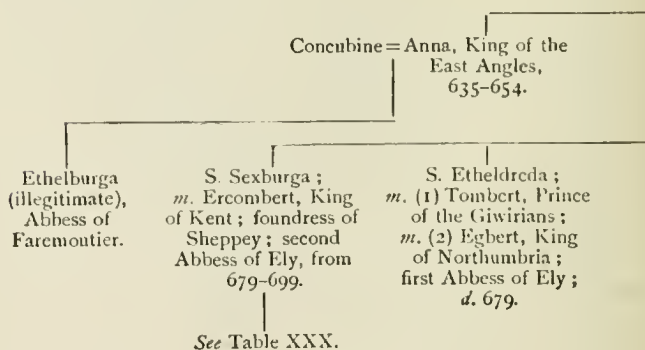 Concubine = Anna, King of the
East Angles,
635-654.
Ethelburga
(illegitimate),
Abbess of
Faremoutier.
S. Sexburga ;
m. Ercombert, King
of Kent ; foundress of
Sheppey ; second
Abbess of Ely, from
679-699.
See Table XXX.
S. Etheldreda ;
m. (1) Tombert, Prince
of the Giwirians ;
m. (2) Egbert, King
of Northumbria ;
first Abbess of Ely ;
d. 679.